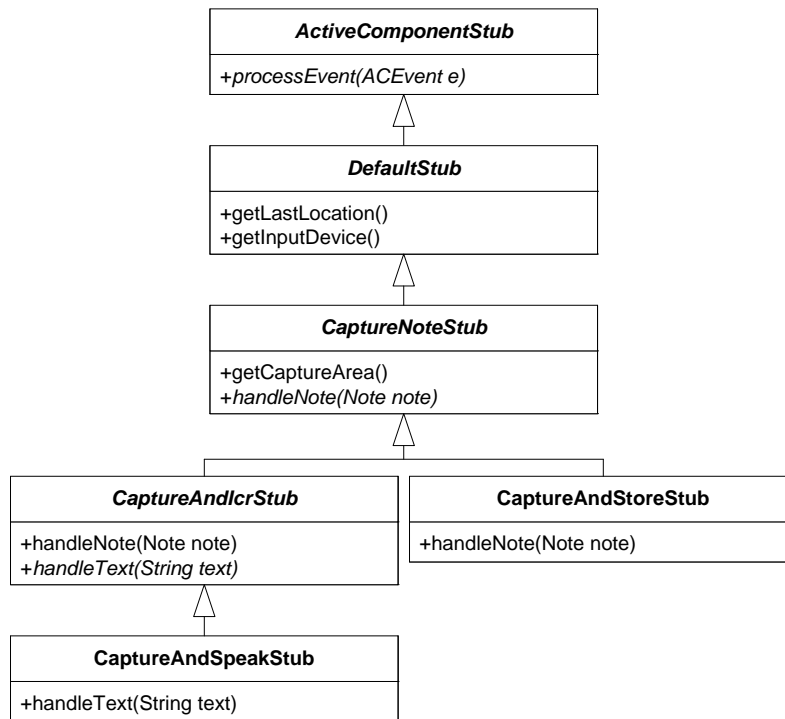 ActiveComponentStub
+processEvent(ACEvent e)
DefaultStub
+getLastLocation()
+getInputDevice()
CaptureNoteStub
+getCaptureArea()
+handleNote(Note note)
CaptureAndIcrStub
+handleNote(Note note)
+handleText(String text)
CaptureAndStoreStub
+handleNote(Note note)
CaptureAndSpeakStub
+handleText(String text)